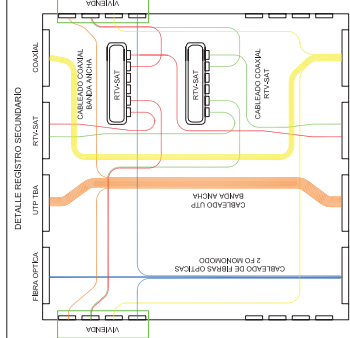 DETALLE REGISTRO SECUNDARIO
VIVIENDA
COAXIAL
CABLEADO COAXIAL
BANDA ANCHA
RTV-SAT
RTV-SAT
CABLEADO COAXIAL
RTV-SAT
RTV-SAT
UTP TBA
CABLEADO UTP
BANDA ANCHA
FIBRA OPTICA
CABLEADO DE FIBRAS OPTICAS
2 FO MONOMODO
VIVIENDA